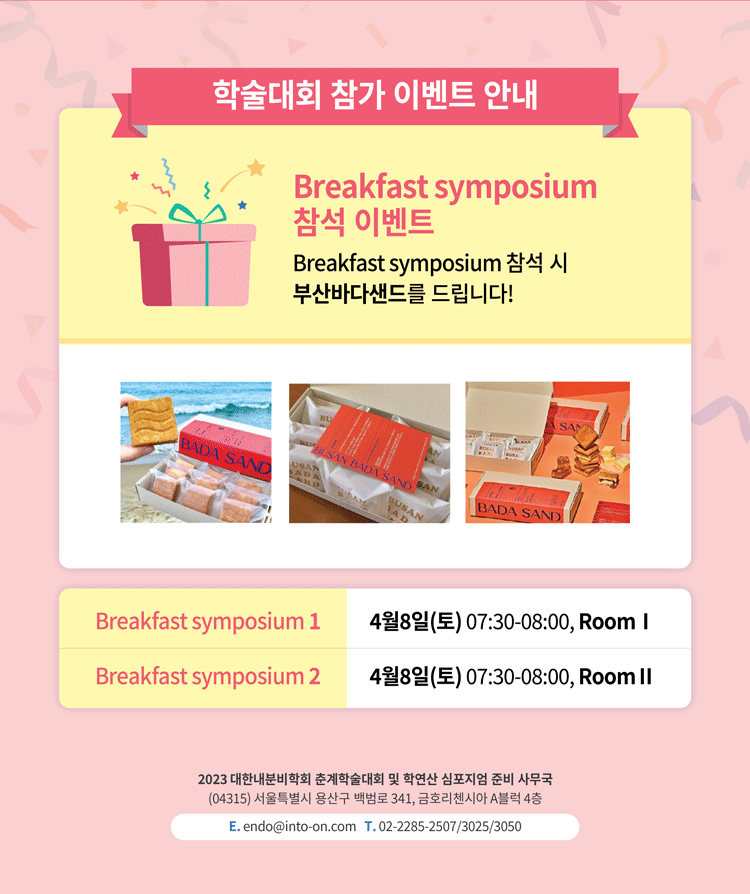 학술대회 참가 이벤트 안내
Breakfast symposium
참석 이벤트
Breakfast symposium 참석 시
부산바다샌드를 드립니다!
BADA SAND
BUSAN BADA SAND
BUSAN
BADA SAND
Breakfast symposium 1
4월8일(토) 07:30-08:00, Room Ⅰ
Breakfast symposium 2
4월8일(토) 07:30-08:00, Room Ⅱ
2023 대한내분비학회 춘계학술대회 및 학연산 심포지엄 준비 사무국
(04315) 서울특별시 용산구 백범로 341, 금호리첸시아 A블럭 4층
E. endo@into-on.com T. 02-2285-2507/3025/3050